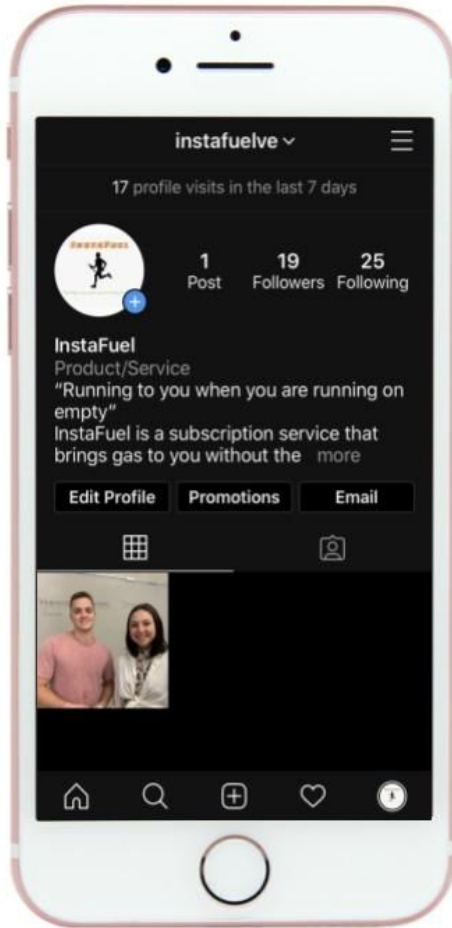 instafuelve
17 profile visits in the last 7 days
InstaFuel
1 19 25
Post Followers Following
InstaFuel
Product/Service
“Running to you when you are running on
empty”
InstaFuel is a subscription service that
brings gas to you without the more
Edit Profile Promotions Email